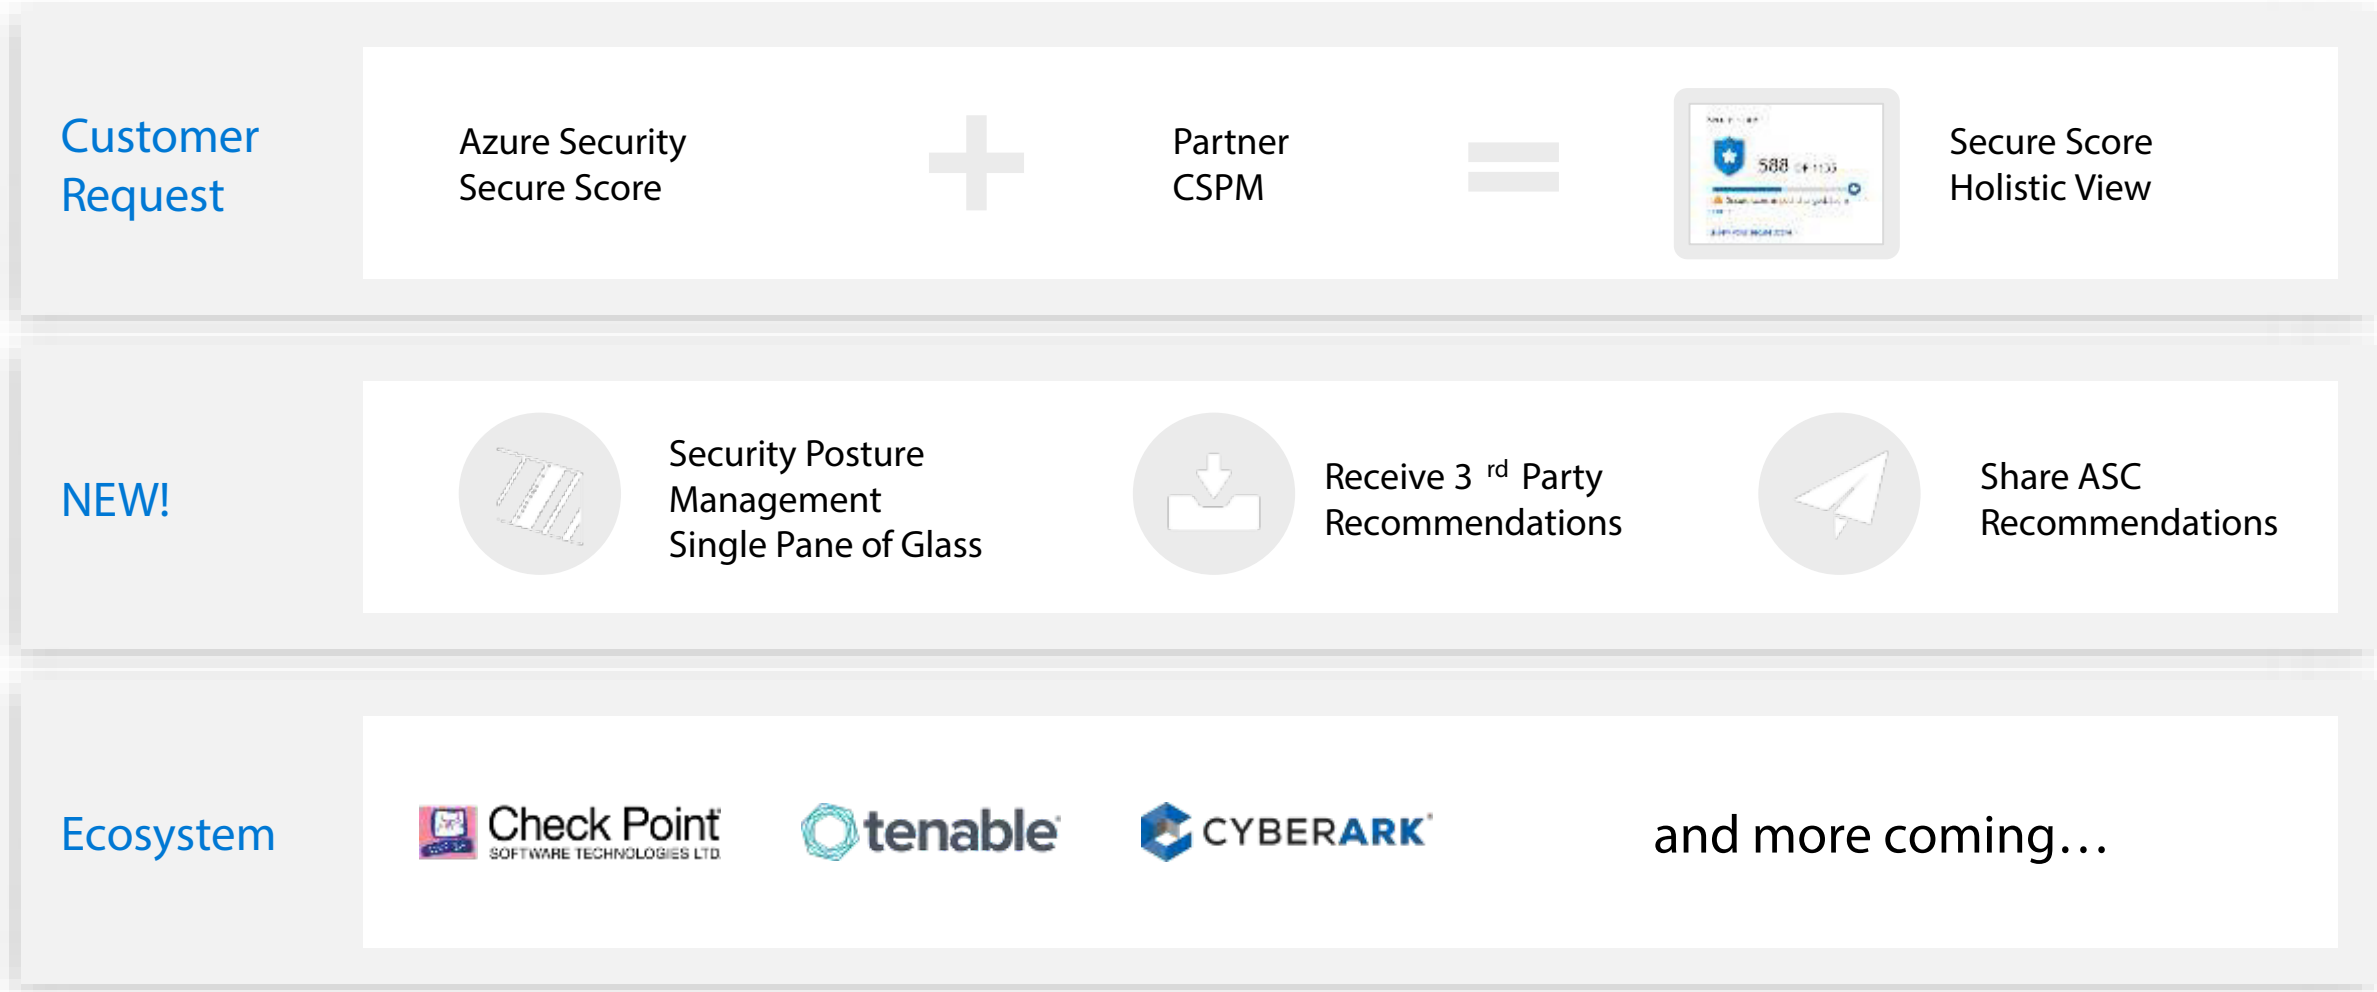 Customer
Request
Azure Security
Secure Score
Partner
CSPM
588
Secure Score
Holistic View
NEW!
Security Posture
Management
Single Pane of Glass
Receive 3 rd Party
Recommendations
Share ASC
Recommendations
Ecosystem
Check Point
SOFTWARE TECHNOLOGIES LTD.
tenable
CYBERARK
and more coming…